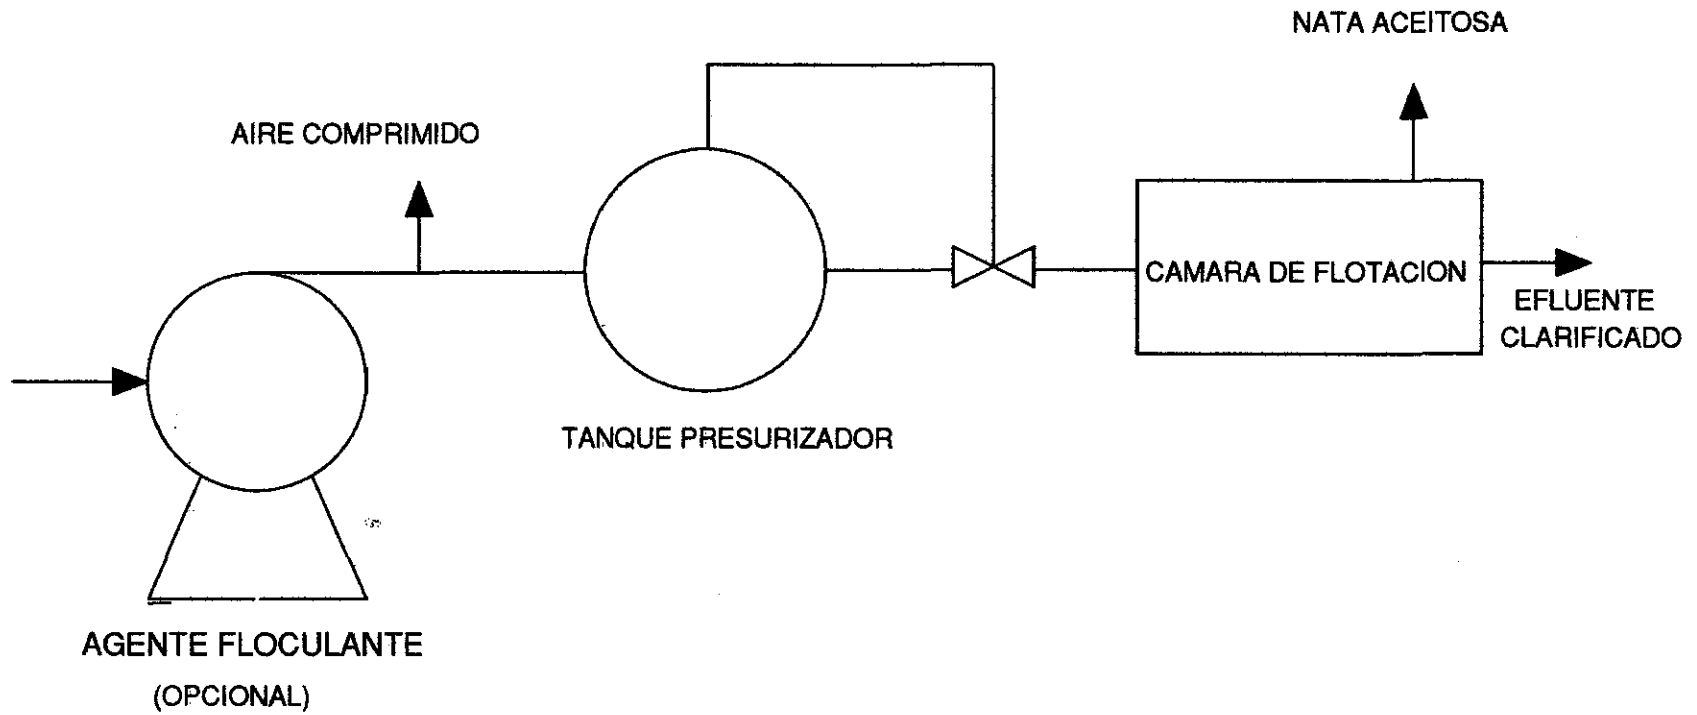 NATA ACEITOSA
AIRE COMPRIMIDO
CAMARA DE FLOTACION
EFLUENTE
CLARIFICADO
TANQUE PRESURIZADOR
AGENTE FLOCULANTE
(OPCIONAL)